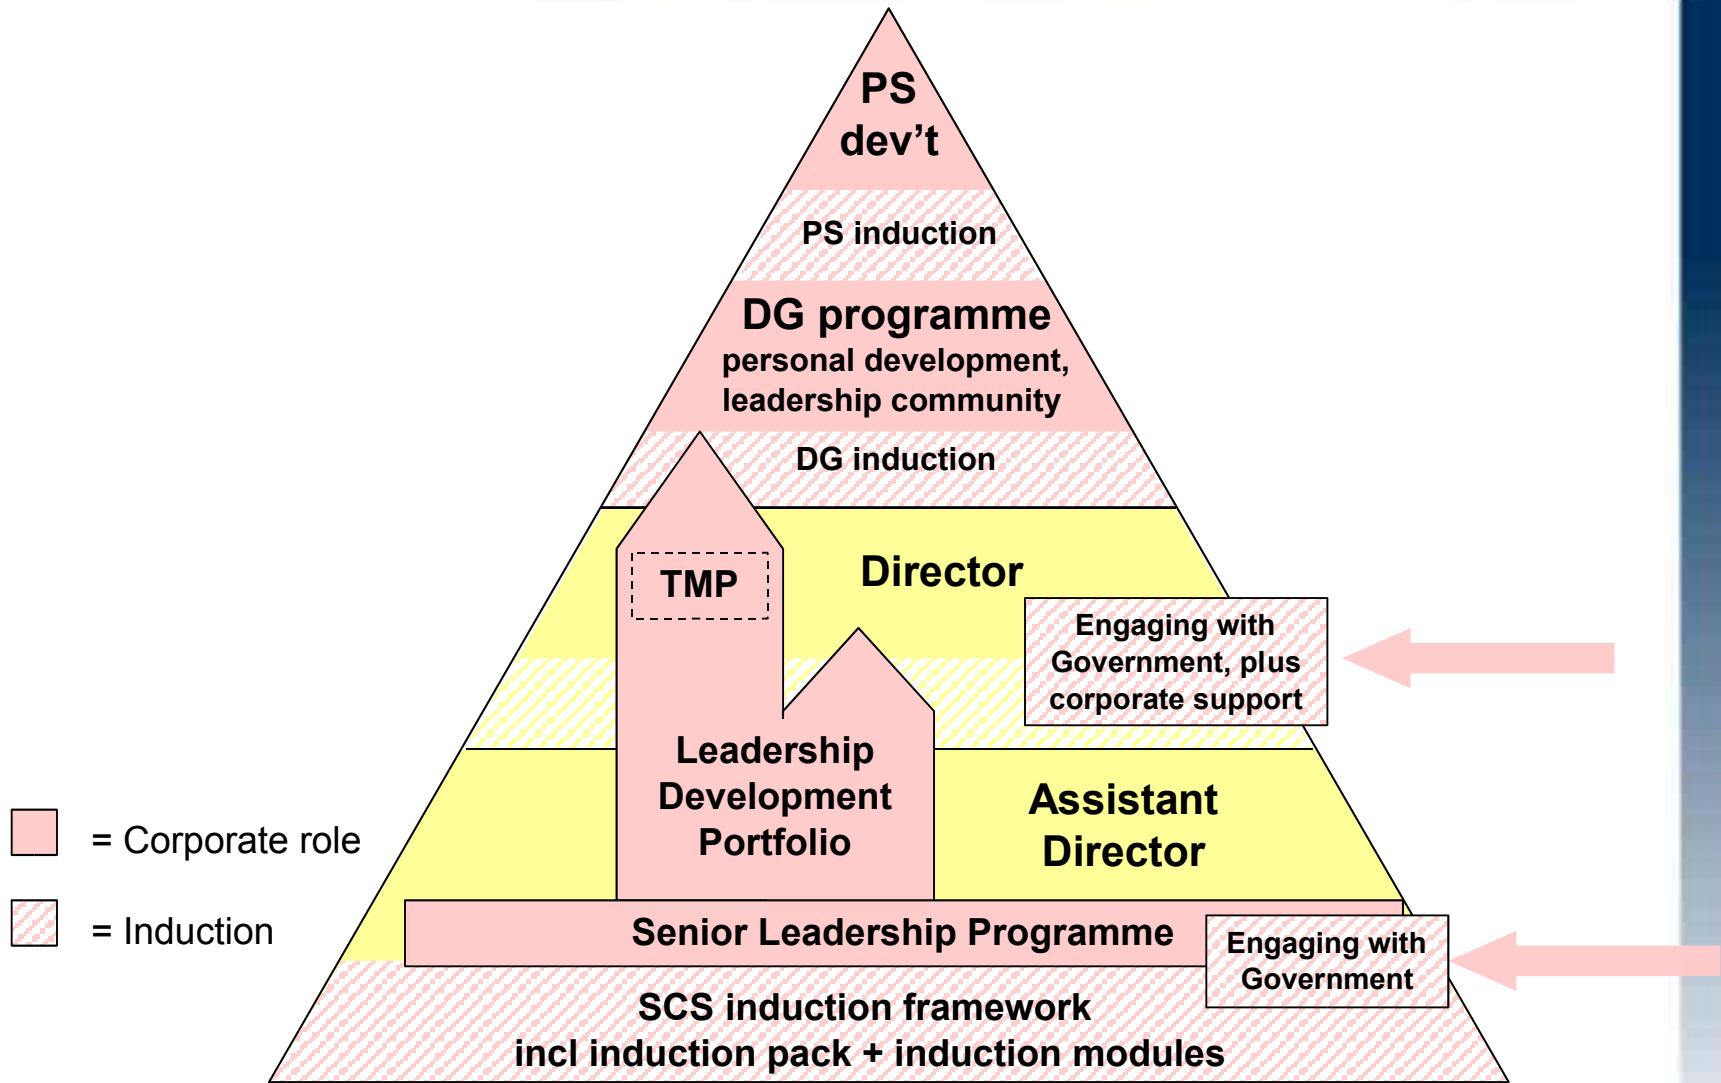 PS
dev’t
PS induction
DG programme
personal development,
leadership community
DG induction
TMP
Director
Engaging with
Government, plus
corporate support
Leadership
Development
Portfolio
Assistant
Director
= Corporate role
= Induction
Senior Leadership Programme
Engaging with
Government
SCS induction framework
incl induction pack + induction modules